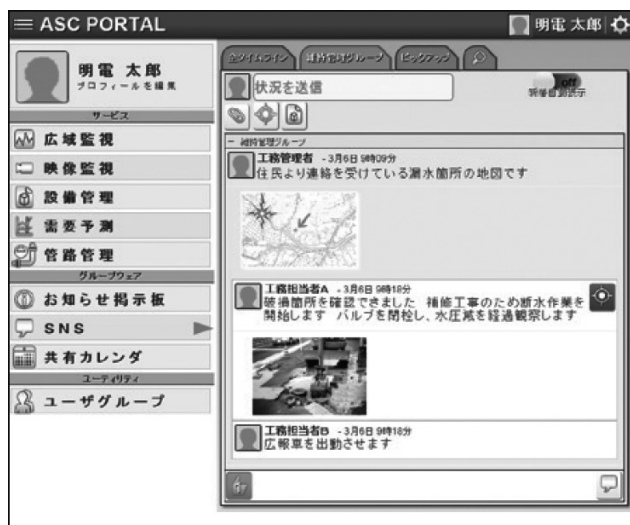 ASC PORTAL
明電 太郎
明電 太郎
プロフィールを編集
サービス
広域監視
映像監視
設備管理
需要予測
管路管理
グループウェア
お知らせ掲示板
SNS
共有カレンダ
ユーティリティ
ユーザグループ
全タイムライン
維持管理グループ
ピックアップ
状況を送信
off
新着自動表示
維持管理グループ
工務管理者 - 3月6日 9時09分
住民より連絡を受けている漏水箇所の地図です
工務担当者A - 3月6日 9時18分
破損箇所を確認できました 補修工事のため断水作業を
開始します バルブを閉栓し、水圧減を経過観察します
工務担当者B - 3月6日 9時18分
広報車を出動させます